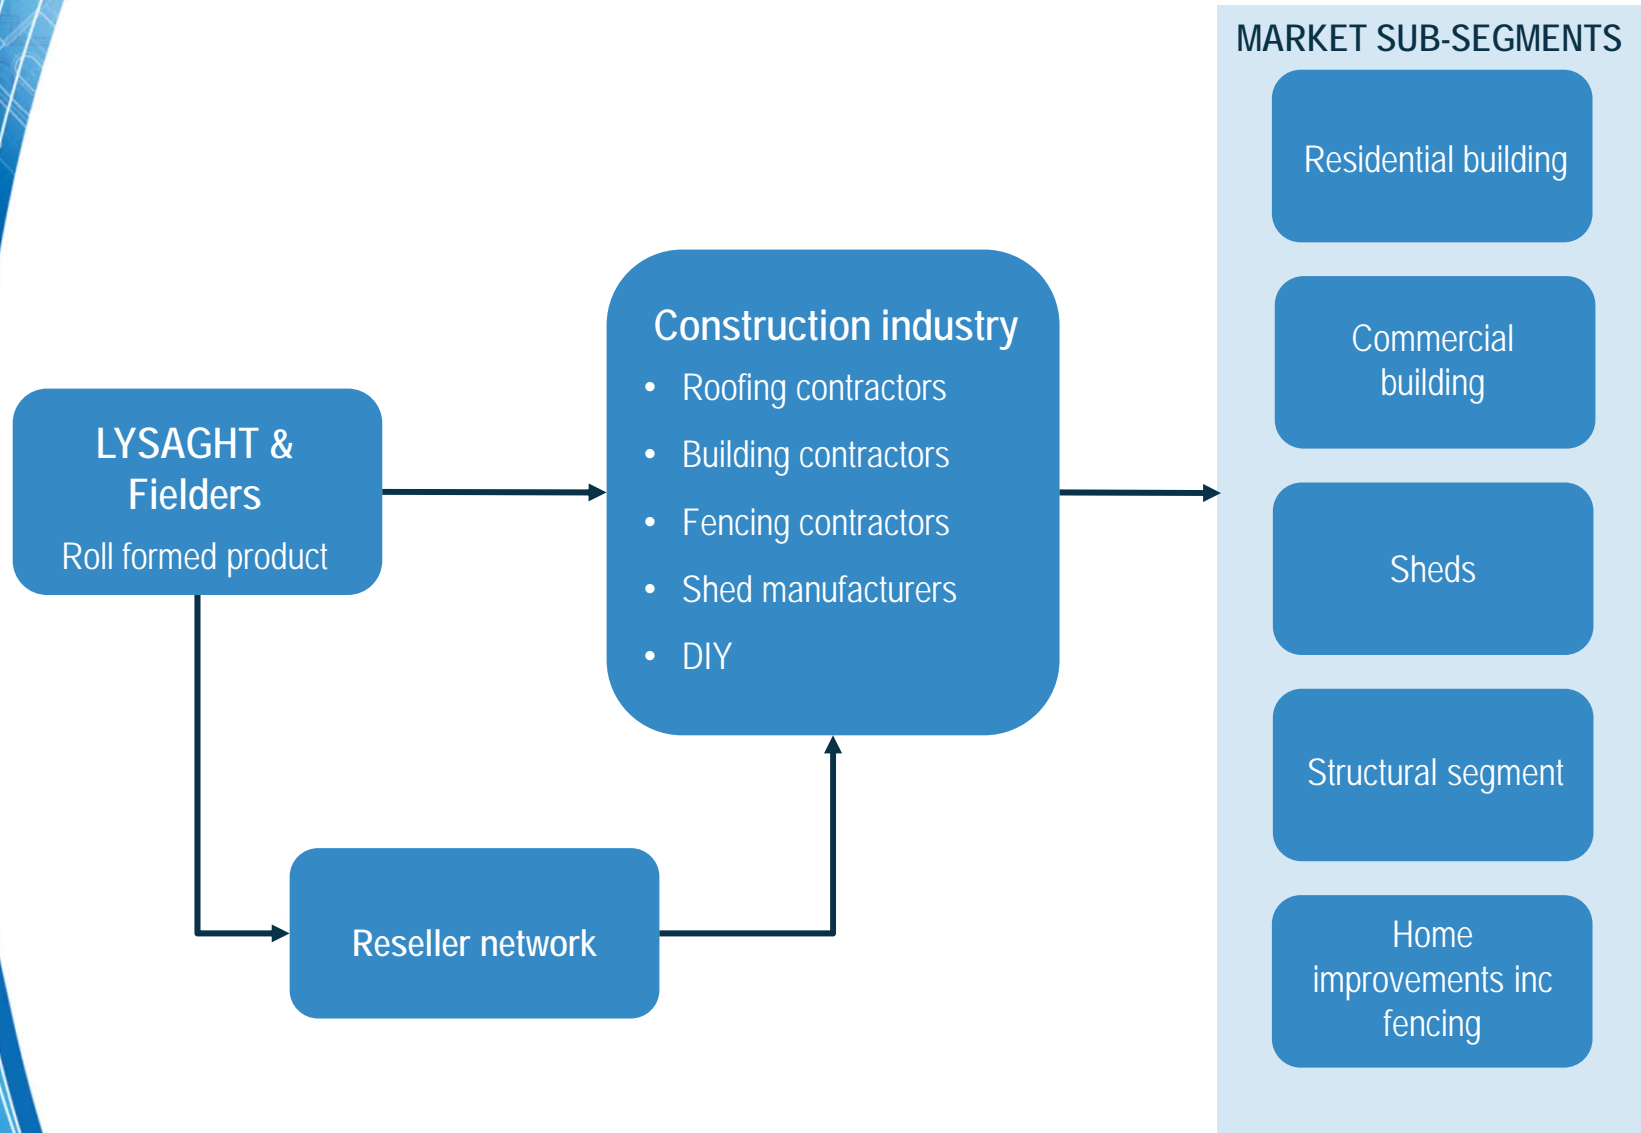 LYSAGHT &
Fielders
Roll formed product
Reseller network
Construction industry
• Roofing contractors
• Building contractors
• Fencing contractors
• Shed manufacturers
• DIY
MARKET SUB-SEGMENTS
Residential building
Commercial
building
Sheds
Structural segment
Home
improvements inc
fencing